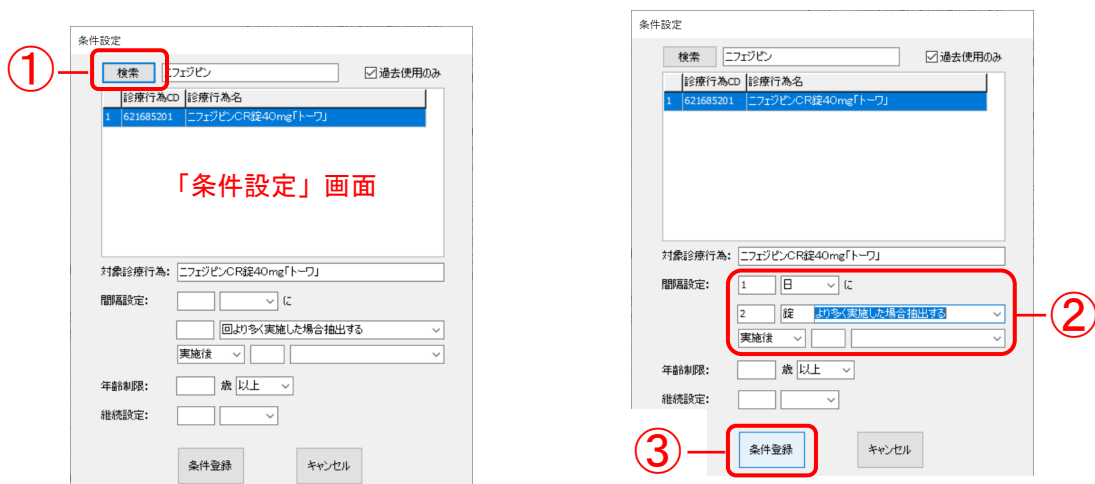 条件設定
① 検索 ニフェジピン ☑過去使用のみ
診療行為CD 診療行為名
1 621685201 ニフェジピンCR錠40mg「トーワ」
「条件設定」画面
対象診療行為: ニフェジピンCR錠40mg「トーワ」
間隔設定: に
回より多く実施した場合抽出する
実施後
年齢制限: 歳 以上
継続設定:
条件登録 キャンセル
条件設定
検索 ニフェジピン ☑過去使用のみ
診療行為CD 診療行為名
1 621685201 ニフェジピンCR錠40mg「トーワ」
対象診療行為: ニフェジピンCR錠40mg「トーワ」
間隔設定: 1 日 に
2 錠 より多く実施した場合抽出する ②
実施後
年齢制限: 歳 以上
継続設定:
③ 条件登録 キャンセル